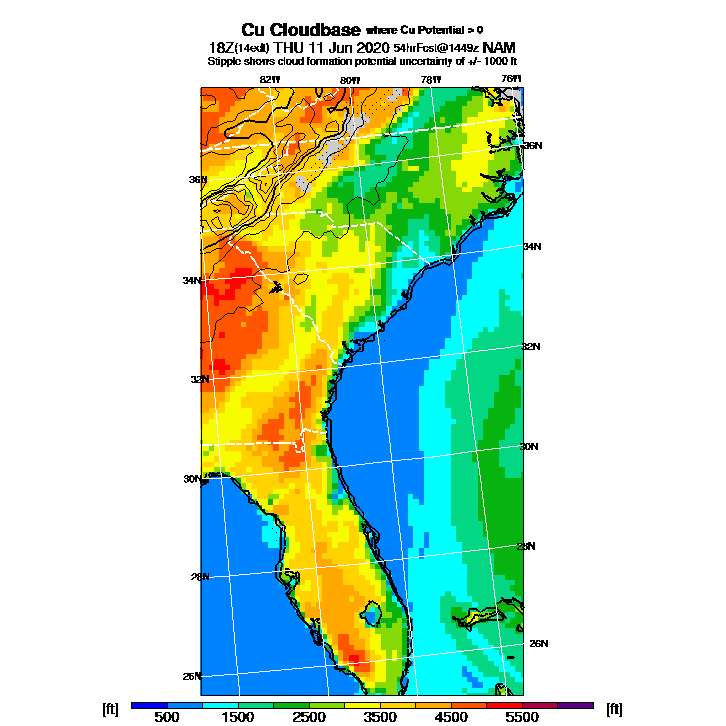 Cu Cloudbase where Cu Potential > 0
18Z(14edt) THU 11 Jun 2020 54hrFcst@1449z NAM
Stipple shows cloud formation potential uncertainty of +/- 1000 ft
82W 80W 78W 76W
36N 36N
34N 34N
32N 32N
30N 30N
28N 28N
26N 26N
[ft] 500 1500 2500 3500 4500 5500 [ft]